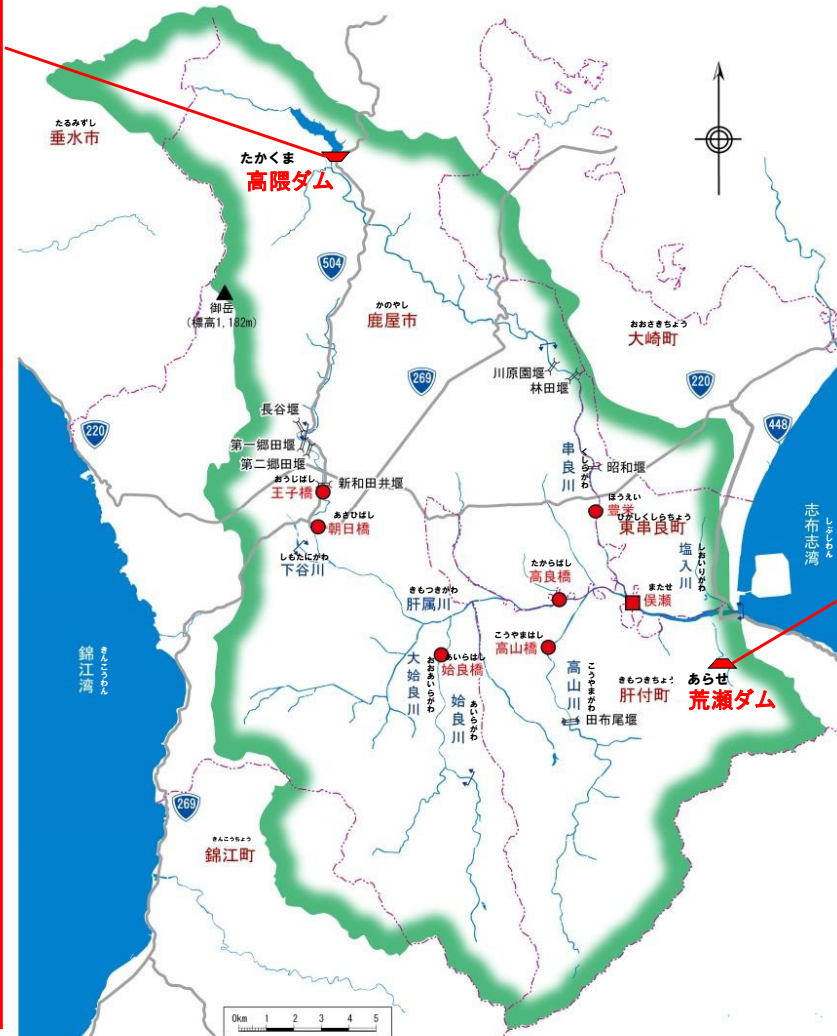 たるみずし
垂水市
たかくま
高隈ダム
504
御岳
(標高1,182m)
かのやし
鹿屋市
おおさきちょう
大崎町
川原園堰
林田堰
269
220
448
220
長谷堰
第一郷田堰
第二郷田堰
新和田井堰
おうじばし
王子橋
あさひばし
朝日橋
しもたにがわ
下谷川
串良川
くしらがわ
昭和堰
ほうえい
豊栄
ひがしくしらちょう
東串良町
塩入川
しおいりがわ
志布志湾
しぶしわん
たからばし
高良橋
きもつきがわ
肝属川
またせ
俣瀬
こうやまはし
高山橋
高山川
こうやまがわ
田布尾堰
あいらはし
姶良橋
大姶良川
おおあいらがわ
姶良川
あいらがわ
きもつきちょう
肝付町
あらせ
荒瀬ダム
錦江湾
きんこうわん
269
きんこうちょう
錦江町
0km 1 2 3 4 5